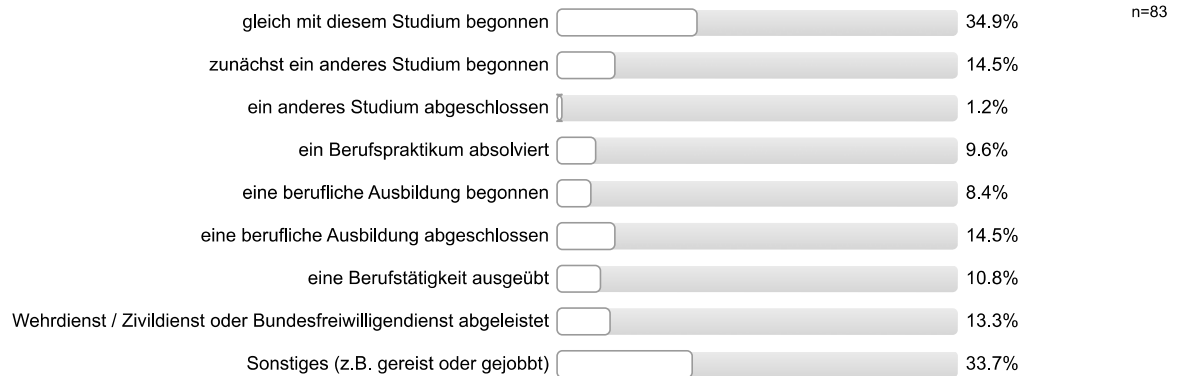 gleich mit diesem Studium begonnen 34.9% n=83
zunächst ein anderes Studium begonnen 14.5%
ein anderes Studium abgeschlossen 1.2%
ein Berufspraktikum absolviert 9.6%
eine berufliche Ausbildung begonnen 8.4%
eine berufliche Ausbildung abgeschlossen 14.5%
eine Berufstätigkeit ausgeübt 10.8%
Wehrdienst / Zivildienst oder Bundesfreiwilligendienst abgeleistet 13.3%
Sonstiges (z.B. gereist oder gejobbt) 33.7%